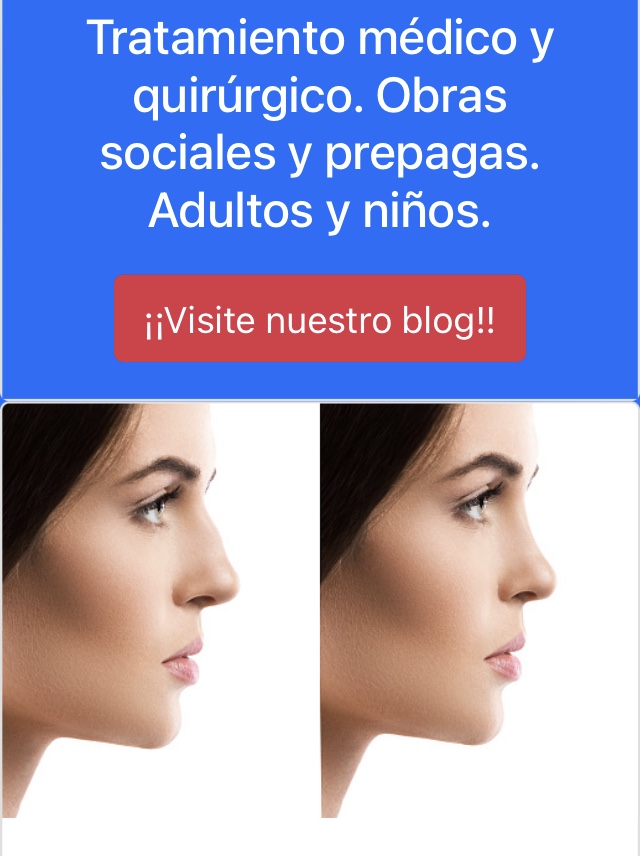 Tratamiento médico y
quirúrgico. Obras
sociales y prepagas.
Adultos y niños.
¡¡Visite nuestro blog!!